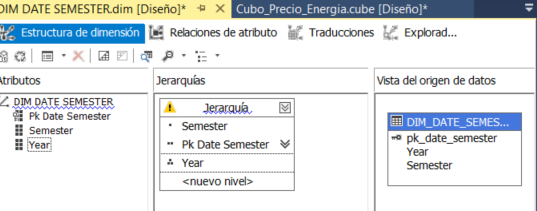 DIM DATE SEMESTER.dim [Diseño]* Cubo_Precio_Energia.cube [Diseño]*
Estructura de dimensión Relaciones de atributo Traducciones Explorad...
Atributos
DIM DATE SEMESTER
Pk Date Semester
Semester
Year
Jerarquías
Jerarquía
Semester
Pk Date Semester
Year
<nuevo nivel>
Vista del origen de datos
DIM_DATE_SEMES...
pk_date_semester
Year
Semester